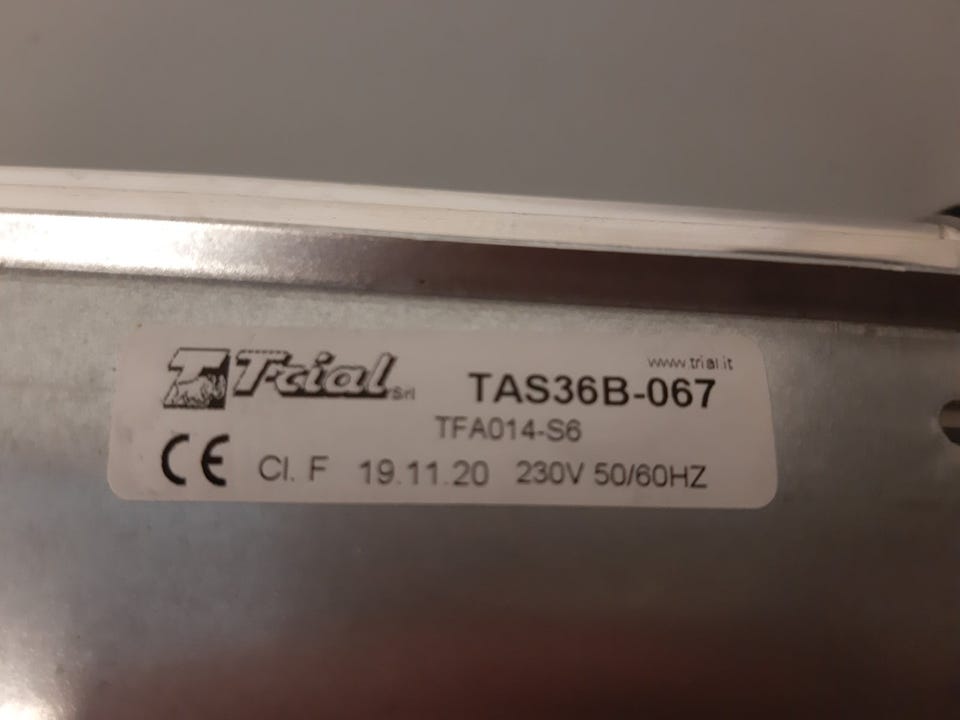 Trial Srl
www.trial.it
TAS36B-067
TFA014-S6
CE Cl. F 19.11.20 230V 50/60HZ